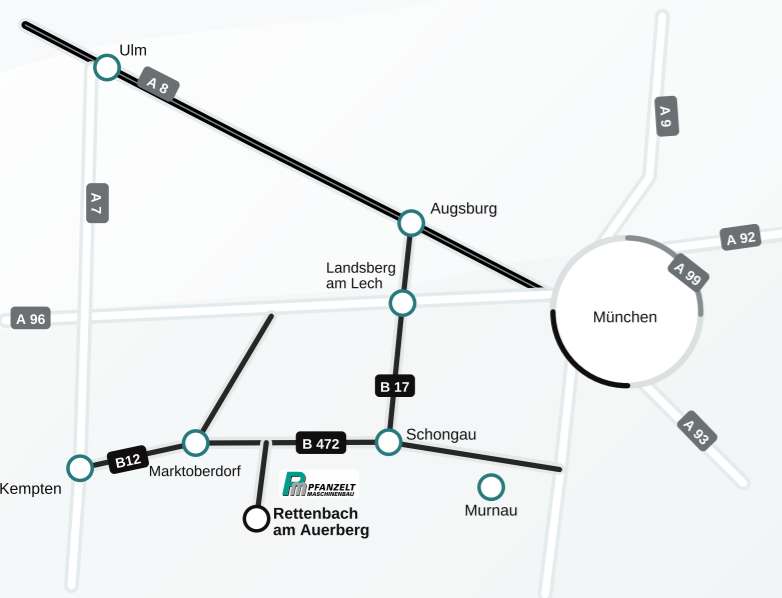 Ulm
A 8
A 9
A 7
Augsburg
A 92
Landsberg
am Lech
A 99
A 96
München
B 17
A 93
Schongau
B 472
B12
Marktoberdorf
Kempten
Pm PFANZELT
MASCHINENBAU
Murnau
Rettenbach
am Auerberg